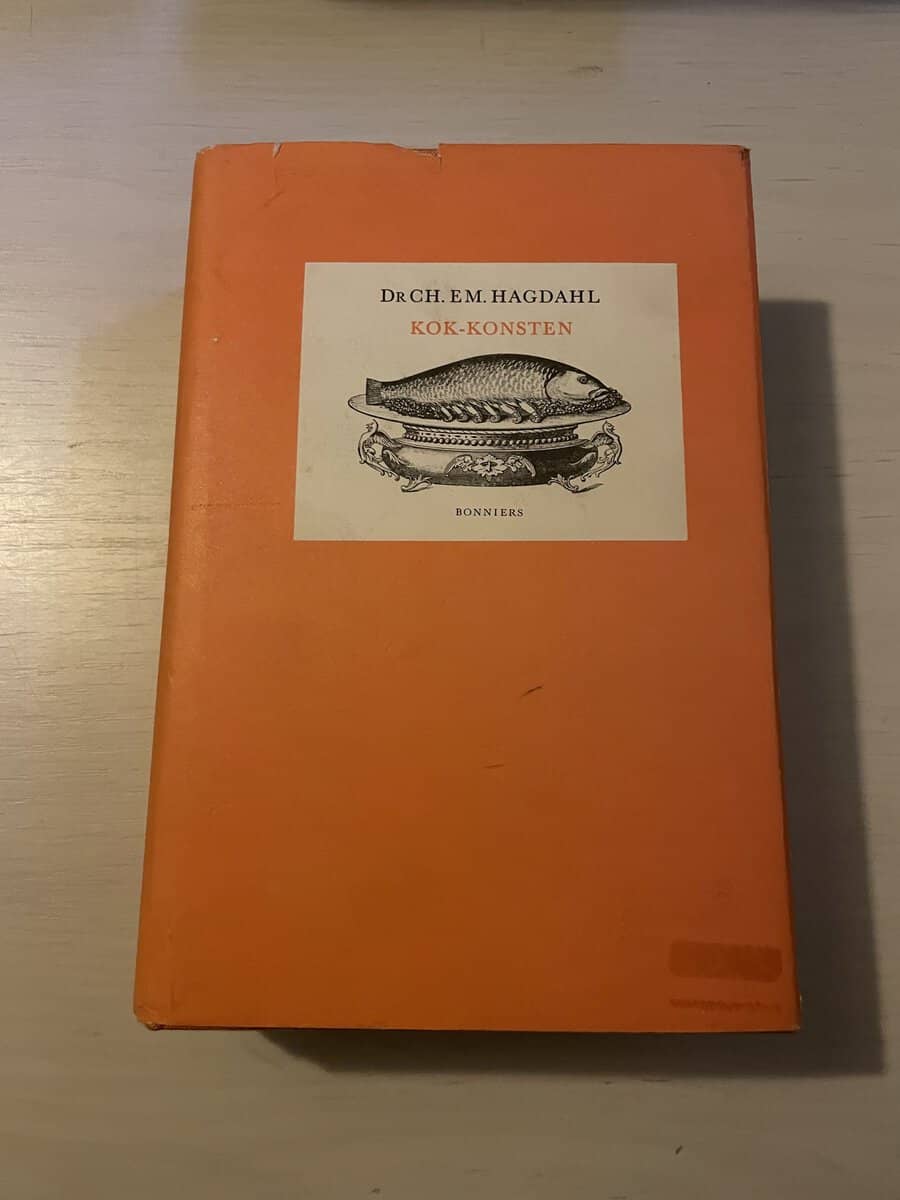 DR CH. EM. HAGDAHL
KOK-KONSTEN
BONNIERS